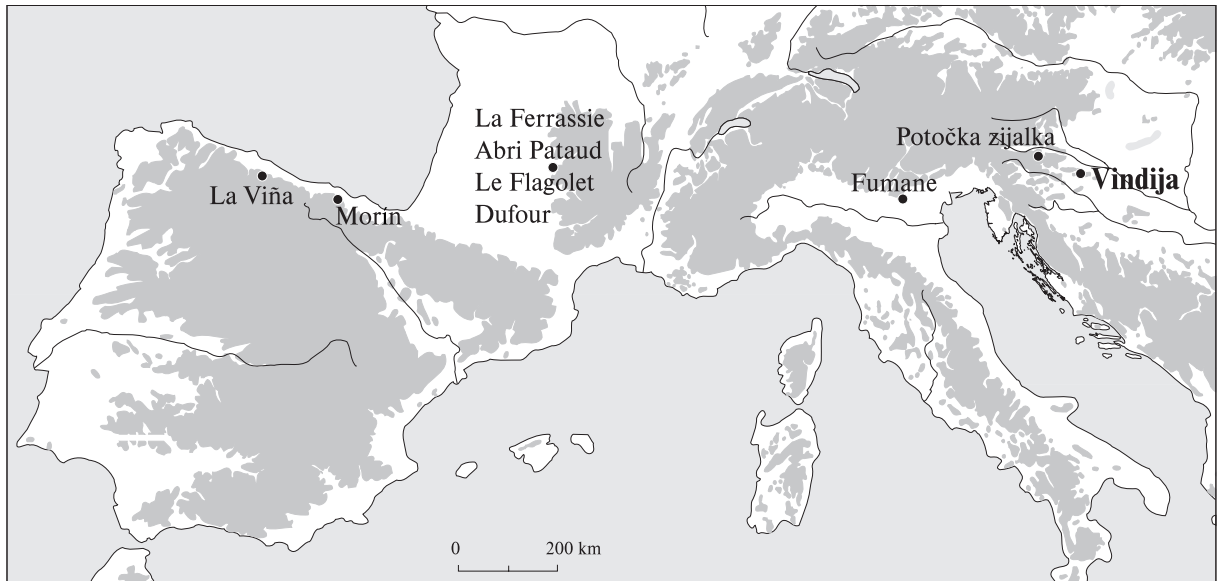 La Ferrassie
Abri Pataud
Le Flagolet
Dufour
La Viña
Morín
Potočka zijalka
Fumane
Vindija
0 200 km